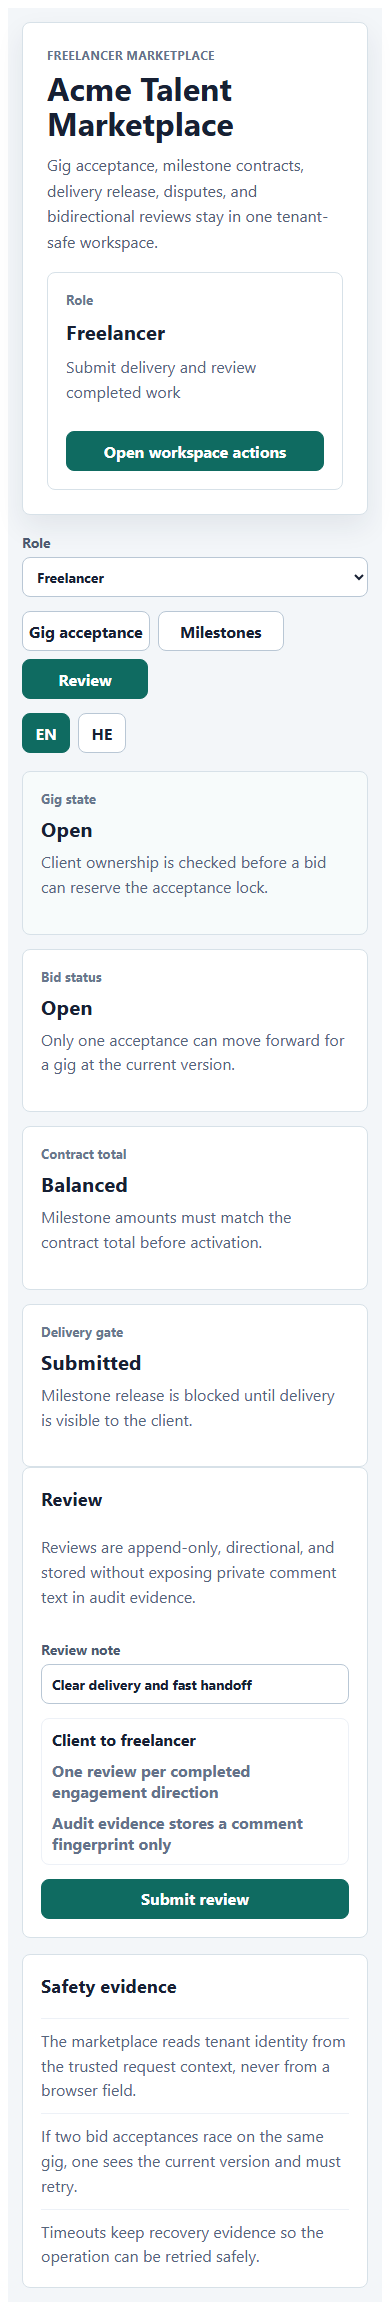 FREELANCER MARKETPLACE
Acme Talent
Marketplace
Gig acceptance, milestone contracts,
delivery release, disputes, and
bidirectional reviews stay in one tenant-
safe workspace.
Role
Freelancer
Submit delivery and review
completed work
Open workspace actions
Role
Freelancer
Gig acceptance
Milestones
Review
EN
HE
Gig state
Open
Client ownership is checked before a bid
can reserve the acceptance lock.
Bid status
Open
Only one acceptance can move forward for
a gig at the current version.
Contract total
Balanced
Milestone amounts must match the
contract total before activation.
Delivery gate
Submitted
Milestone release is blocked until delivery
is visible to the client.
Review
Reviews are append-only, directional, and
stored without exposing private comment
text in audit evidence.
Review note
Clear delivery and fast handoff
Client to freelancer
One review per completed
engagement direction
Audit evidence stores a comment
fingerprint only
Submit review
Safety evidence
The marketplace reads tenant identity from
the trusted request context, never from a
browser field.
If two bid acceptances race on the same
gig, one sees the current version and must
retry.
Timeouts keep recovery evidence so the
operation can be retried safely.